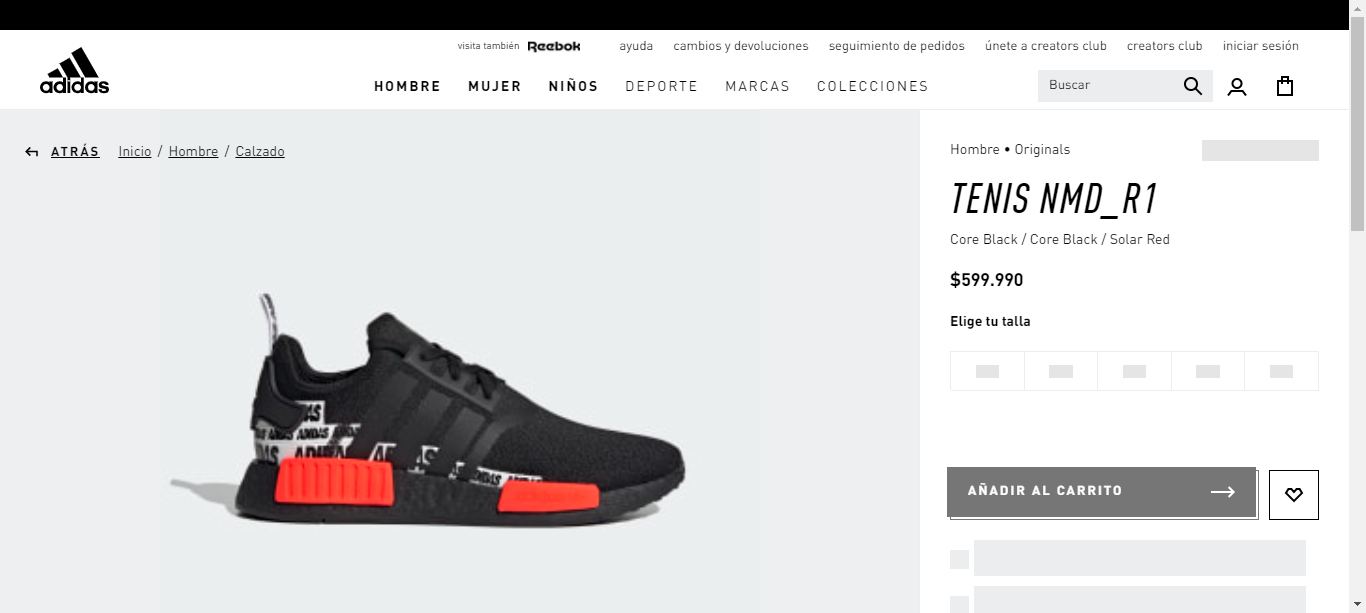 visita también Reebok ayuda cambios y devoluciones seguimiento de pedidos únete a creators club creators club iniciar sesión
adidas
HOMBRE MUJER NIÑOS DEPORTE MARCAS COLECCIONES Buscar
ATRÁS Inicio / Hombre / Calzado
Hombre • Originals
TENIS NMD_R1
Core Black / Core Black / Solar Red
$599.990
Elige tu talla
AÑADIR AL CARRITO